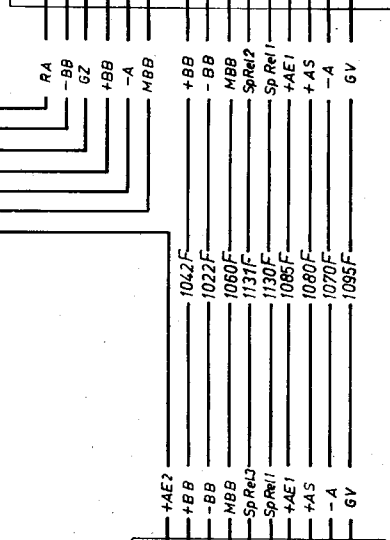 RA
-BB
GZ
+BB
-A
MBB
+BB
-BB
MBB
SpRel2
SpRel1
+AE1
+AS
-A
GV
1042F
1022F
1060F
1131F
1130F
1085F
1080F
1070F
1095F
+AE2
+BB
-BB
MBB
SpRel3
SpRel1
+AE1
+AS
-A
GV